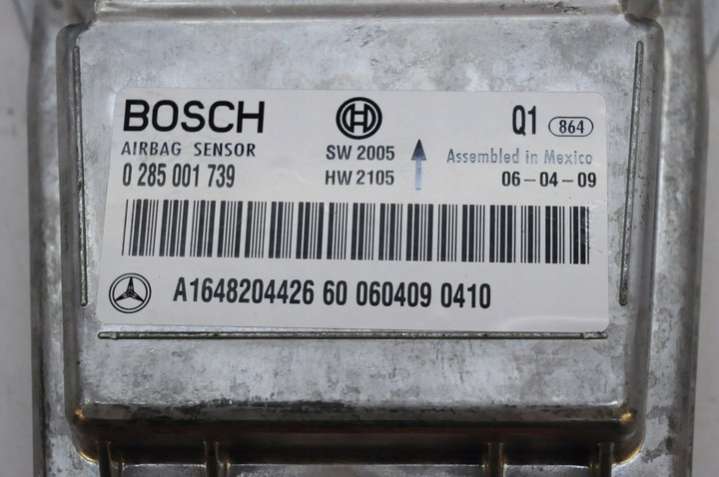 BOSCH
AIRBAG SENSOR
0 285 001 739
SW 2005
HW 2105
Q1 864
Assembled in Mexico
06-04-09
A1648204426 60 060409 0410